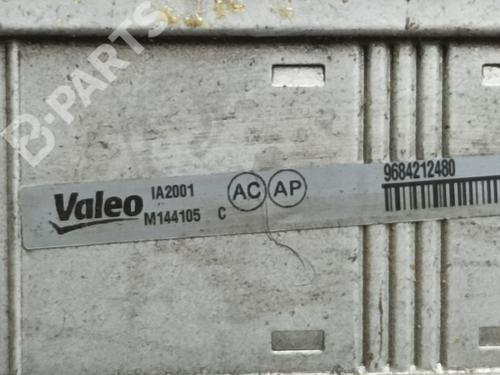 B-PARTS
Valeo
IA2001
M144105 C
AC AP
9684212480